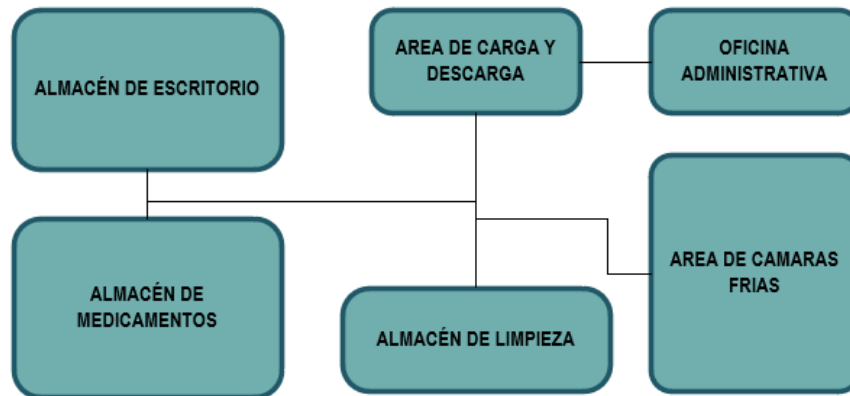 ALMACÉN DE ESCRITORIO
AREA DE CARGA Y
DESCARGA
OFICINA
ADMINISTRATIVA
ALMACÉN DE
MEDICAMENTOS
ALMACÉN DE LIMPIEZA
AREA DE CAMARAS
FRIAS